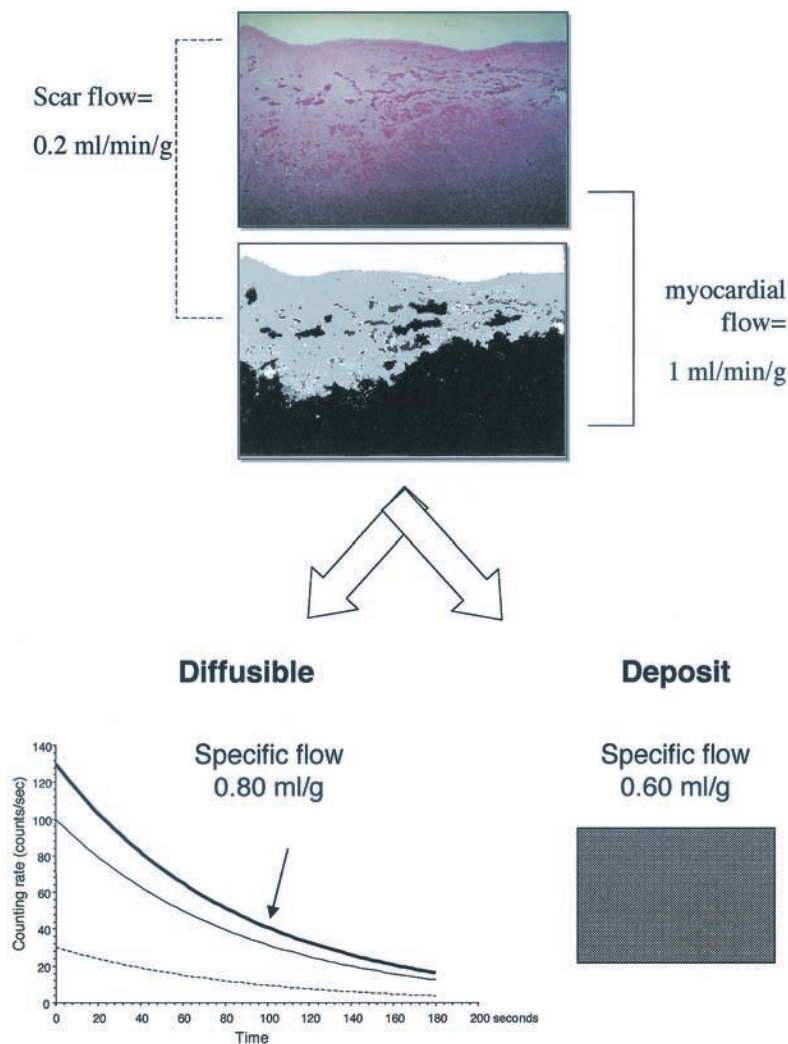 Scar flow=
0.2 ml/min/g
myocardial
flow=
1 ml/min/g
Diffusible
Deposit
Specific flow
0.80 ml/g
Specific flow
0.60 ml/g
Counting rate (counts/sec)
140
120
100
80
60
40
20
0
0 20 40 60 80 100 120 140 160 180 200 seconds
Time